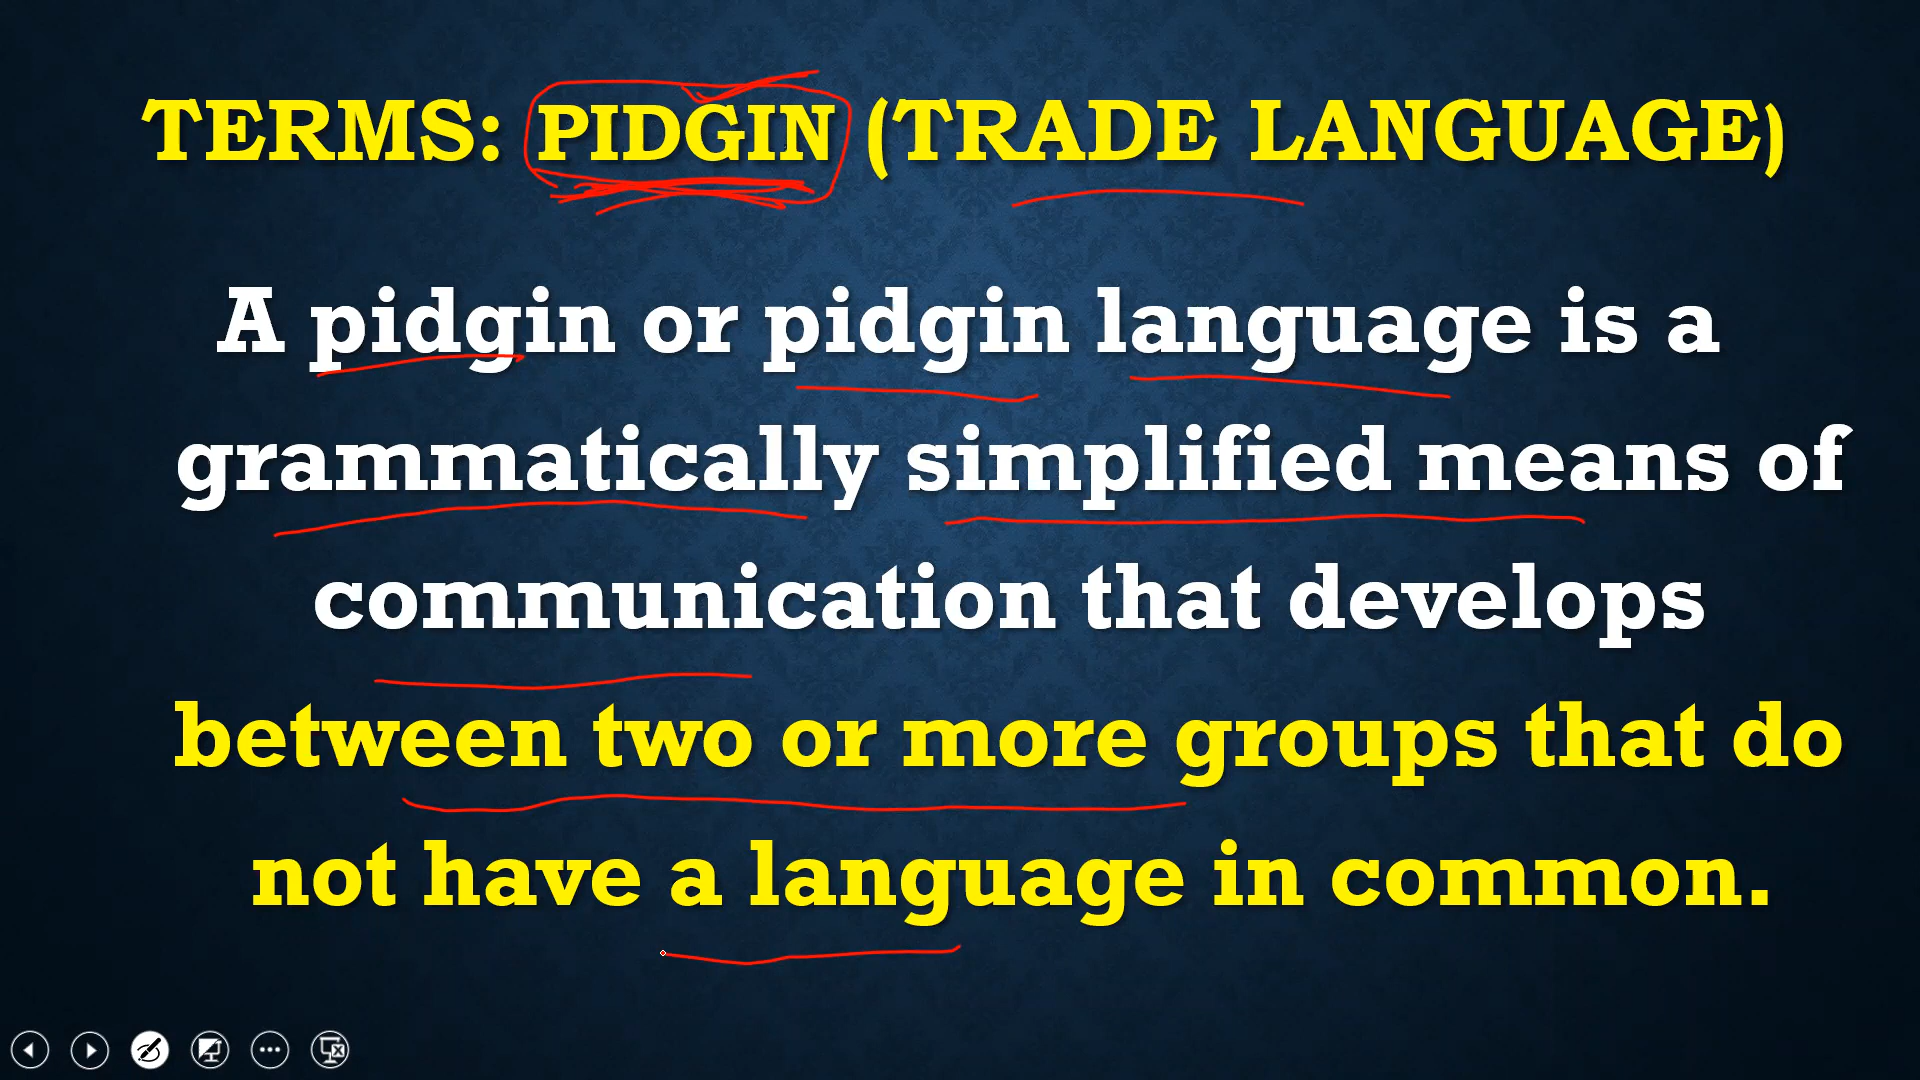 TERMS: PIDGIN (TRADE LANGUAGE)
A pidgin or pidgin language is a
grammatically simplified means of
communication that develops
between two or more groups that do
not have a language in common.